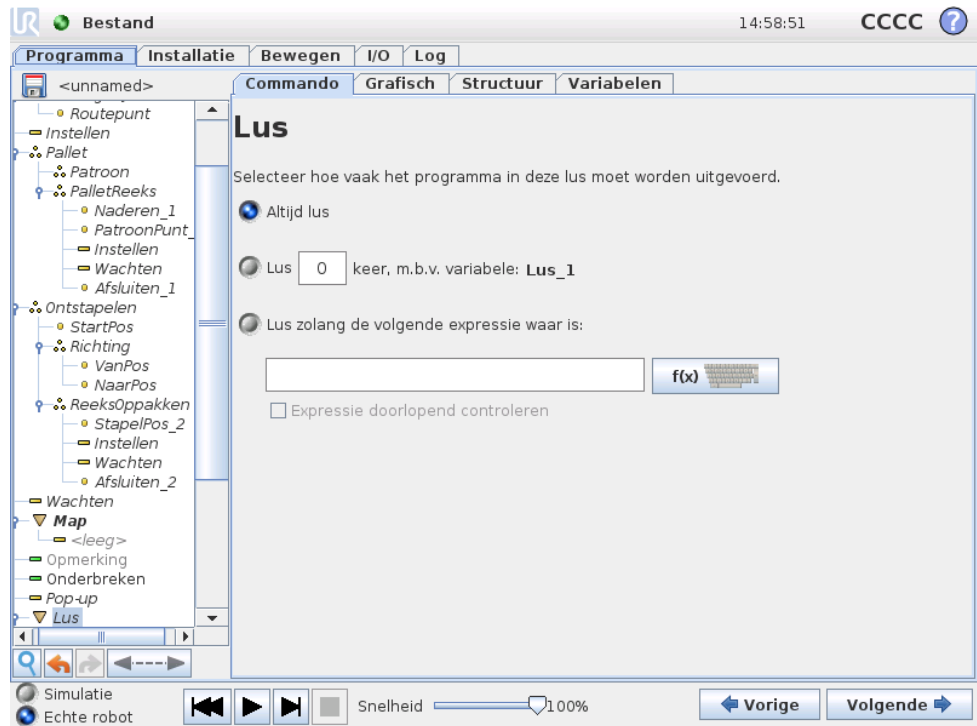 UR Bestand 14:58:51 CCCC ?
Programma Installatie Bewegen I/O Log
<unnamed>
Commando Grafisch Structuur Variabelen
Routepunt
Instellen
Pallet
Patroon
PalletReeks
Naderen_1
PatroonPunt_
Instellen
Wachten
Afsluiten_1
Ontstapelen
StartPos
Richting
VanPos
NaarPos
ReeksOppakken
StapelPos_2
Instellen
Wachten
Afsluiten_2
Wachten
Map
<leeg>
Opmerking
Onderbreken
Pop-up
Lus
Lus
Selecteer hoe vaak het programma in deze lus moet worden uitgevoerd.
Altijd lus
Lus 0 keer, m.b.v. variabele: Lus_1
Lus zolang de volgende expressie waar is:
f(x)
Expressie doorlopend controleren
Simulatie
Echte robot
Snelheid 100%
Vorige Volgende